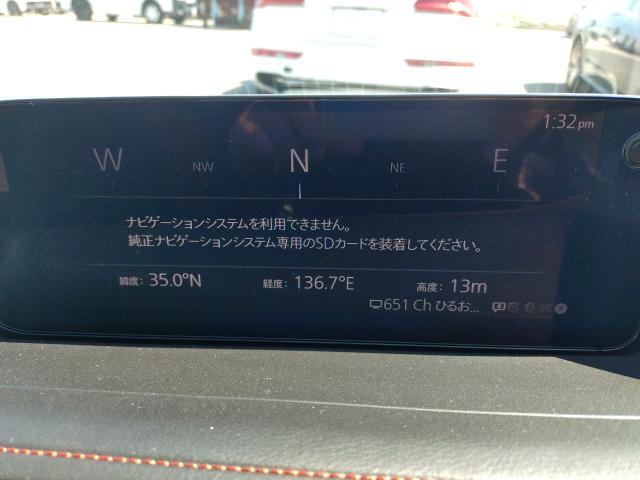 1:32pm
W NW N NE E
ナビゲーションシステムを利用できません。
純正ナビゲーションシステム専用のSDカードを装着してください。
緯度: 35.0°N 経度: 136.7°E 高度: 13m
651 Ch ひるお...